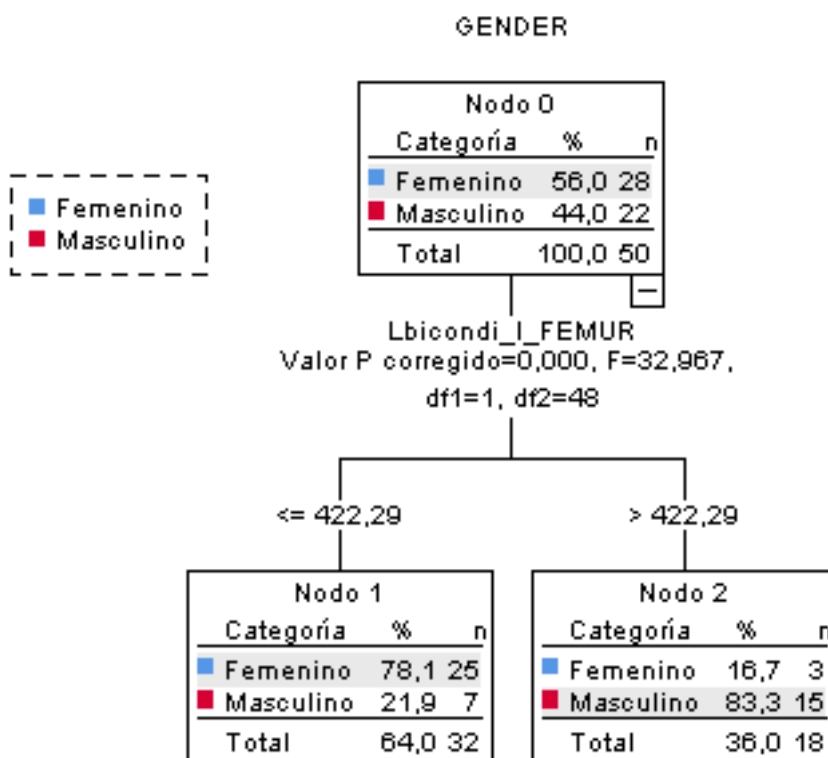 GENDER
Nodo 0
Categoría % n
Femenino 56,0 28
Masculino 44,0 22
Total 100,0 50
Femenino
Masculino
Lbicondi_I_FEMUR
Valor P corregido=0,000, F=32,967,
df1=1, df2=48
<= 422,29
> 422,29
Nodo 1
Categoría % n
Femenino 78,1 25
Masculino 21,9 7
Total 64,0 32
Nodo 2
Categoría % n
Femenino 16,7 3
Masculino 83,3 15
Total 36,0 18